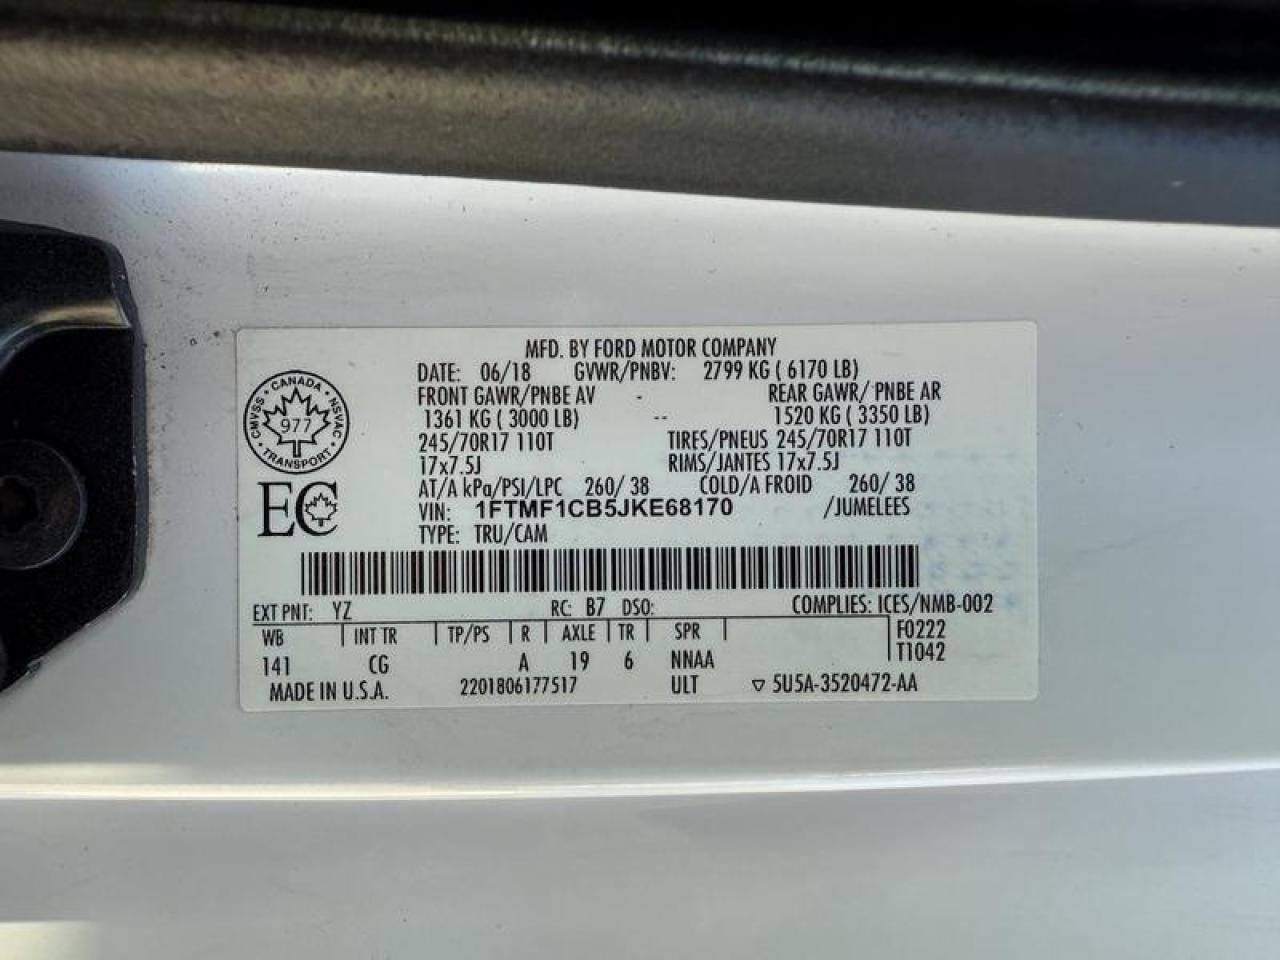 MFD. BY FORD MOTOR COMPANY
DATE: 06/18 GVWR/PNBV: 2799 KG ( 6170 LB)
FRONT GAWR/PNBE AV - REAR GAWR/ PNBE AR
1361 KG ( 3000 LB) -- 1520 KG ( 3350 LB)
245/70R17 110T TIRES/PNEUS 245/70R17 110T
17x7.5J RIMS/JANTES 17x7.5J
AT/A kPa/PSI/LPC 260/ 38 COLD/A FROID 260/ 38
VIN: 1FTMF1CB5JKE68170 /JUMELEES
TYPE: TRU/CAM
CANADA
CMVSS 977 NSVAC
TRANSPORT
EC
EXT PNT: YZ RC: B7 DSO: COMPLIES: ICES/NMB-002
WB INT TR TP/PS R AXLE TR SPR F0222
141 CG A 19 6 NNAA T1042
MADE IN U.S.A. 2201806177517 ULT ▽ 5U5A-3520472-AA